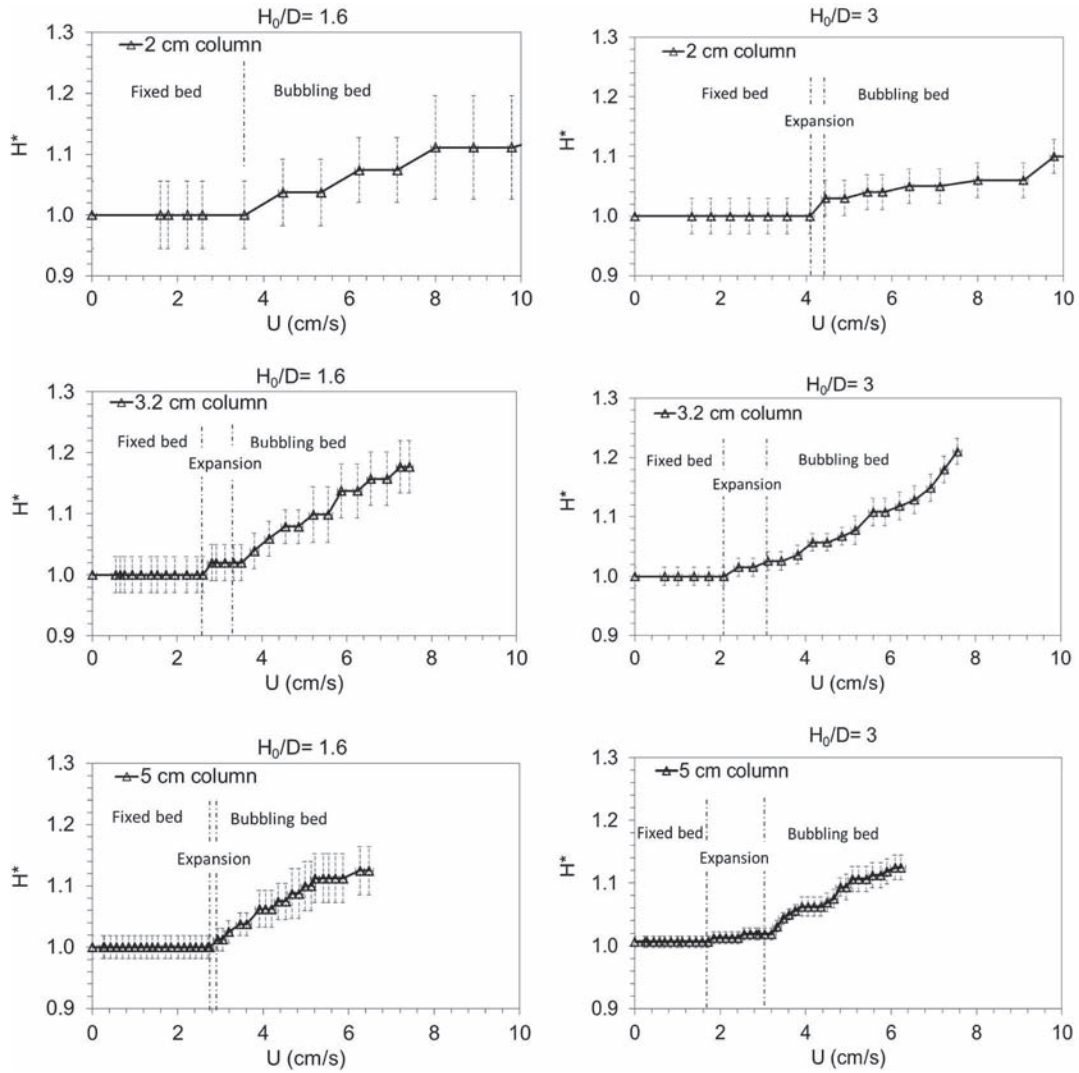 H₀/D= 1.6
2 cm column
Fixed bed
Bubbling bed
H*
1.3
1.2
1.1
1.0
0.9
0 2 4 6 8 10
U (cm/s)
H₀/D= 3
2 cm column
Fixed bed
Bubbling bed
Expansion
H*
1.3
1.2
1.1
1.0
0.9
0 2 4 6 8 10
U (cm/s)
H₀/D= 1.6
3.2 cm column
Fixed bed
Bubbling bed
Expansion
H*
1.3
1.2
1.1
1.0
0.9
0 2 4 6 8 10
U (cm/s)
H₀/D= 3
3.2 cm column
Fixed bed
Bubbling bed
Expansion
H*
1.3
1.2
1.1
1.0
0.9
0 2 4 6 8 10
U (cm/s)
H₀/D= 1.6
5 cm column
Fixed bed
Bubbling bed
Expansion
H*
1.3
1.2
1.1
1.0
0.9
0 2 4 6 8 10
U (cm/s)
H₀/D= 3
5 cm column
Fixed bed
Bubbling bed
Expansion
H*
1.3
1.2
1.1
1.0
0.9
0 2 4 6 8 10
U (cm/s)